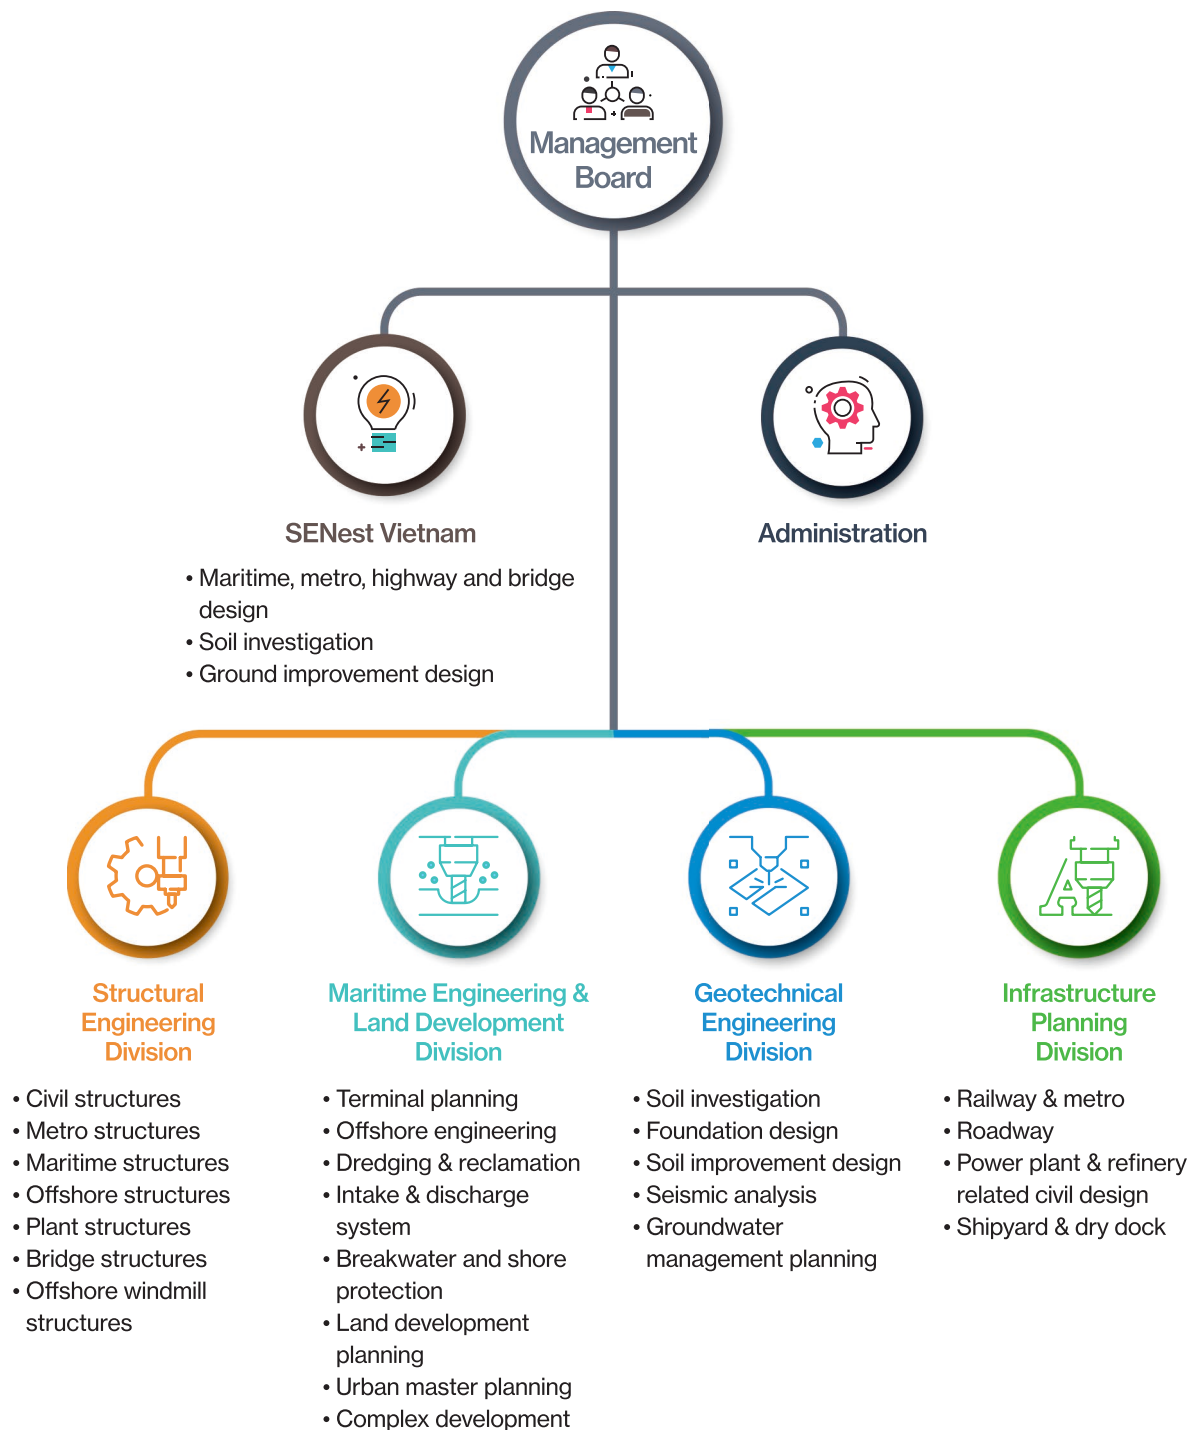 Management
Board
SENest Vietnam
• Maritime, metro, highway and bridge
design
• Soil investigation
• Ground improvement design
Administration
Structural
Engineering
Division
• Civil structures
• Metro structures
• Maritime structures
• Offshore structures
• Plant structures
• Bridge structures
• Offshore windmill
structures
Maritime Engineering &
Land Development
Division
• Terminal planning
• Offshore engineering
• Dredging & reclamation
• Intake & discharge
system
• Breakwater and shore
protection
• Land development
planning
• Urban master planning
• Complex development
Geotechnical
Engineering
Division
• Soil investigation
• Foundation design
• Soil improvement design
• Seismic analysis
• Groundwater
management planning
Infrastructure
Planning
Division
• Railway & metro
• Roadway
• Power plant & refinery
related civil design
• Shipyard & dry dock